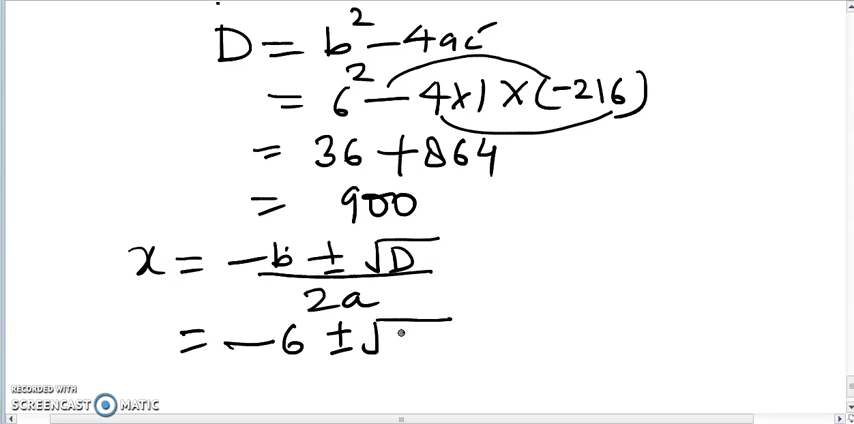 D = b² - 4ac
= 6² - 4×1×(-216)
= 36 + 864
= 900
x = -b ± √D
2a
= -6 ± √
RECORDED WITH
SCREENCAST MATIC